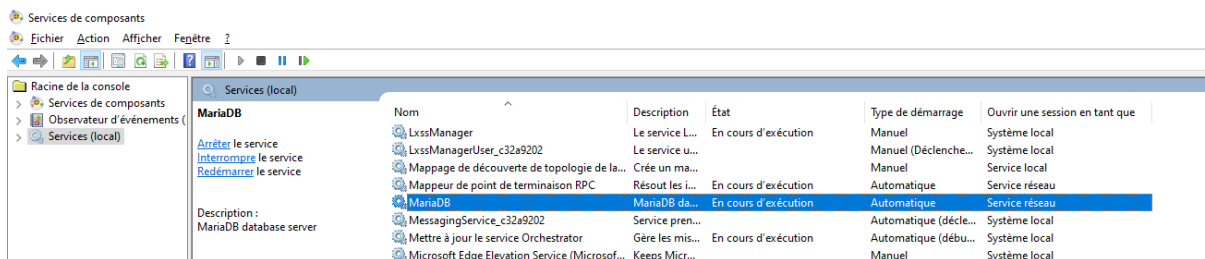 Services de composants
Fichier Action Afficher Fenêtre ?
Racine de la console
Services de composants
Observateur d'événements (
Services (local)
Services (local)
MariaDB
Arrêter le service
Interrompre le service
Redémarrer le service
Description :
MariaDB database server
Nom Description État Type de démarrage Ouvrir une session en tant que
LxssManager Le service L... En cours d'exécution Manuel Système local
LxssManagerUser_c32a9202 Le service u... Manuel (Déclenche... Système local
Mappage de découverte de topologie de la... Crée un ma... Manuel Service local
Mappeur de point de terminaison RPC Résout les i... En cours d'exécution Automatique Service réseau
MariaDB MariaDB da... En cours d'exécution Automatique Service réseau
MessagingService_c32a9202 Service pren... Automatique (décle... Système local
Mettre à jour le service Orchestrator Gère les mis... En cours d'exécution Automatique (débu... Système local
Microsoft Edge Elevation Service (Microsof... Keeps Micr... Manuel Système local